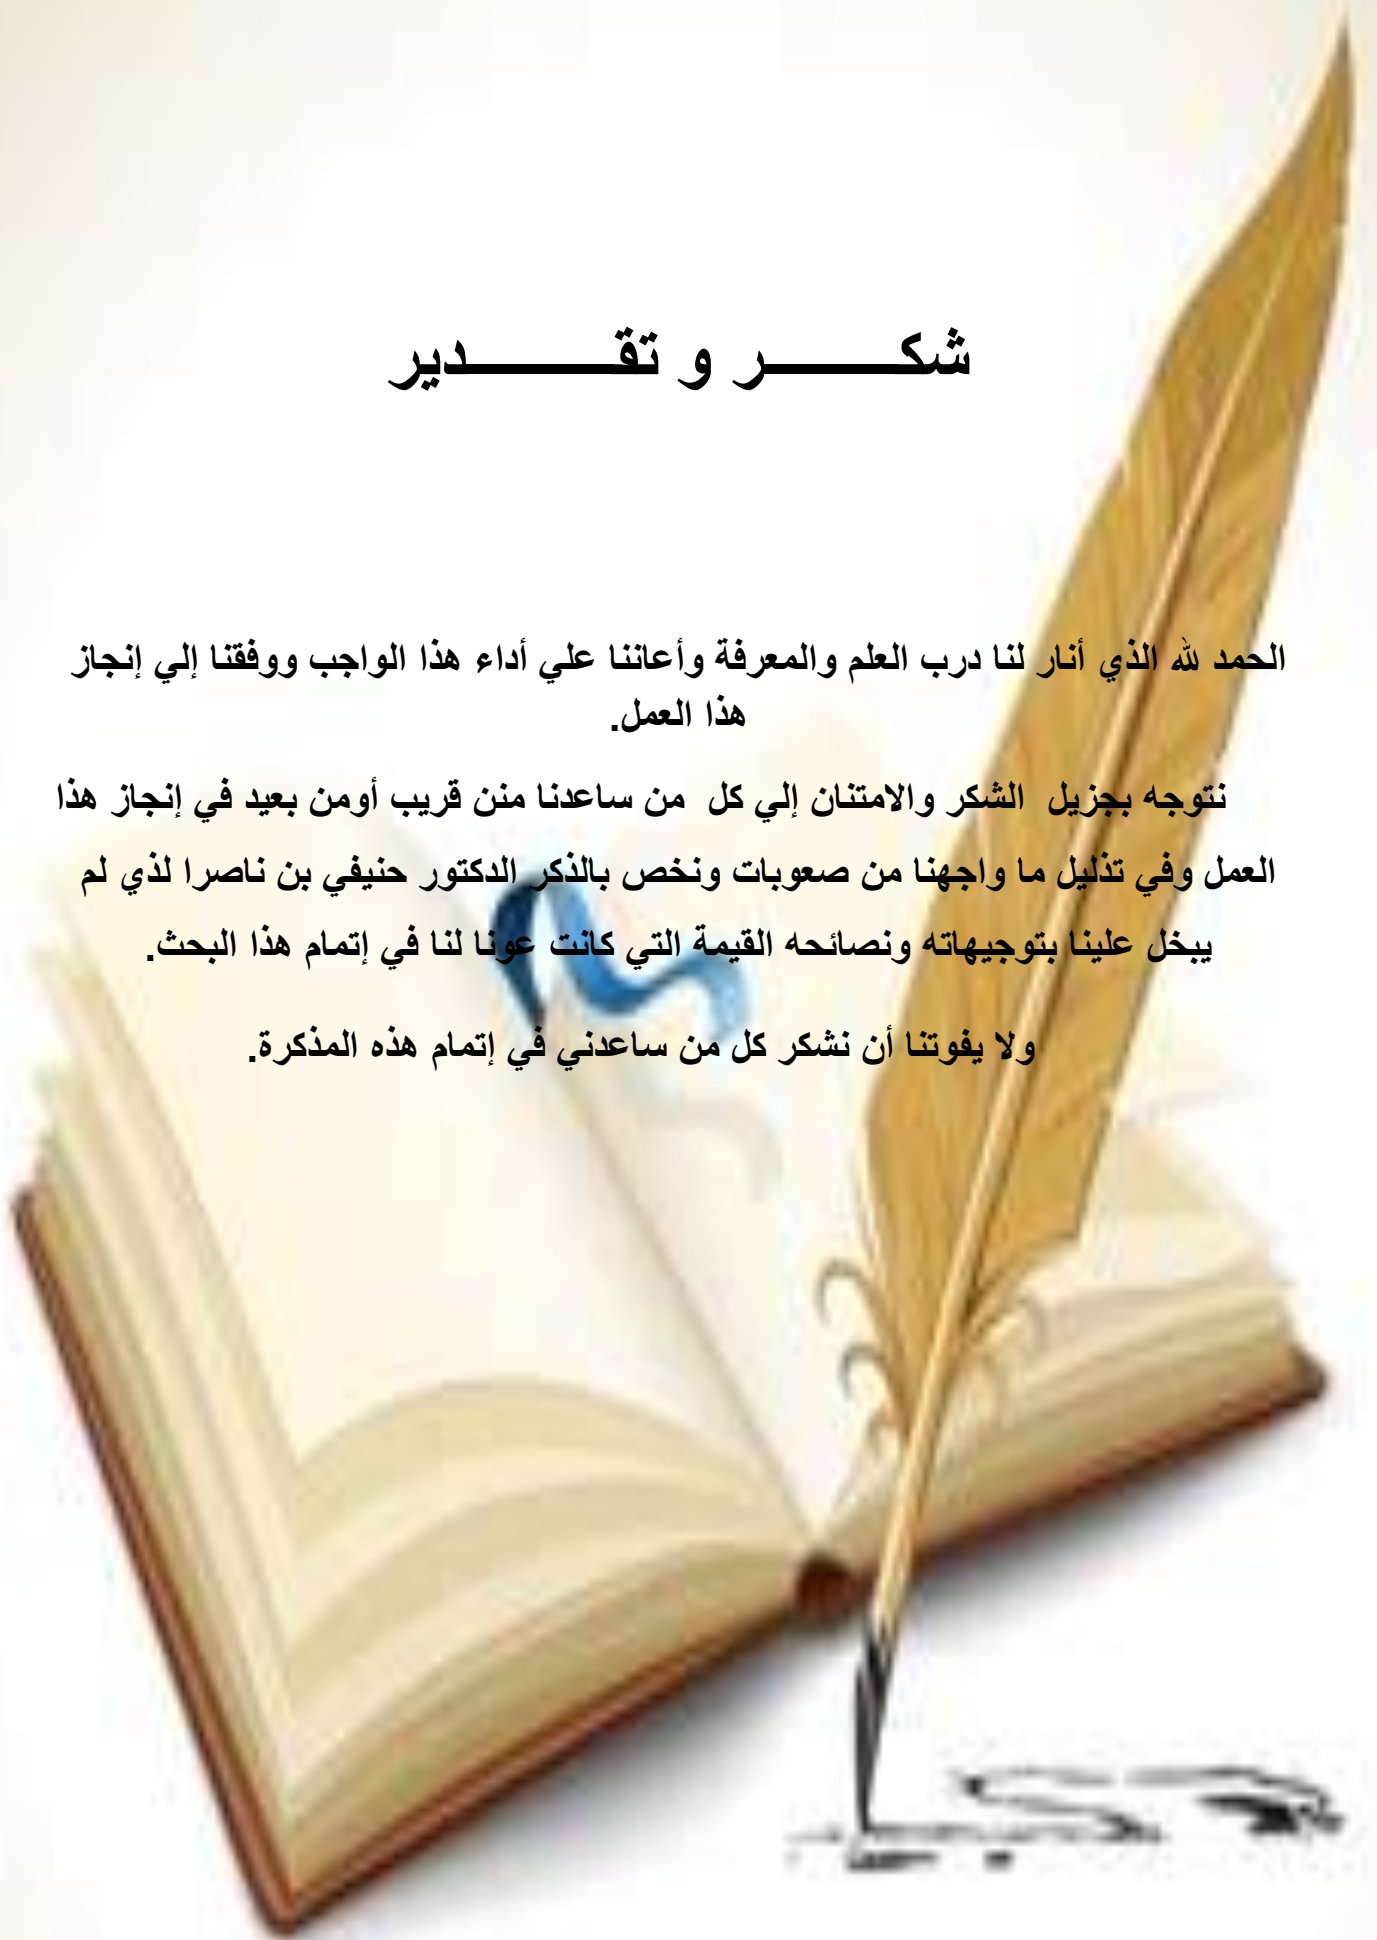 شكـــــــر و تقـــــــدير
الحمد لله الذي أنار لنا درب العلم والمعرفة وأعاننا علي أداء هذا الواجب ووفقنا إلي إنجاز
هذا العمل.
نتوجه بجزيل الشكر والامتنان إلي كل من ساعدنا منن قريب أومن بعيد في إنجاز هذا
العمل وفي تذليل ما واجهنا من صعوبات ونخص بالذكر الدكتور حنيفي بن ناصرا لذي لم
يبخل علينا بتوجيهاته ونصائحه القيمة التي كانت عونا لنا في إتمام هذا البحث.
ولا يفوتنا أن نشكر كل من ساعدني في إتمام هذه المذكرة.